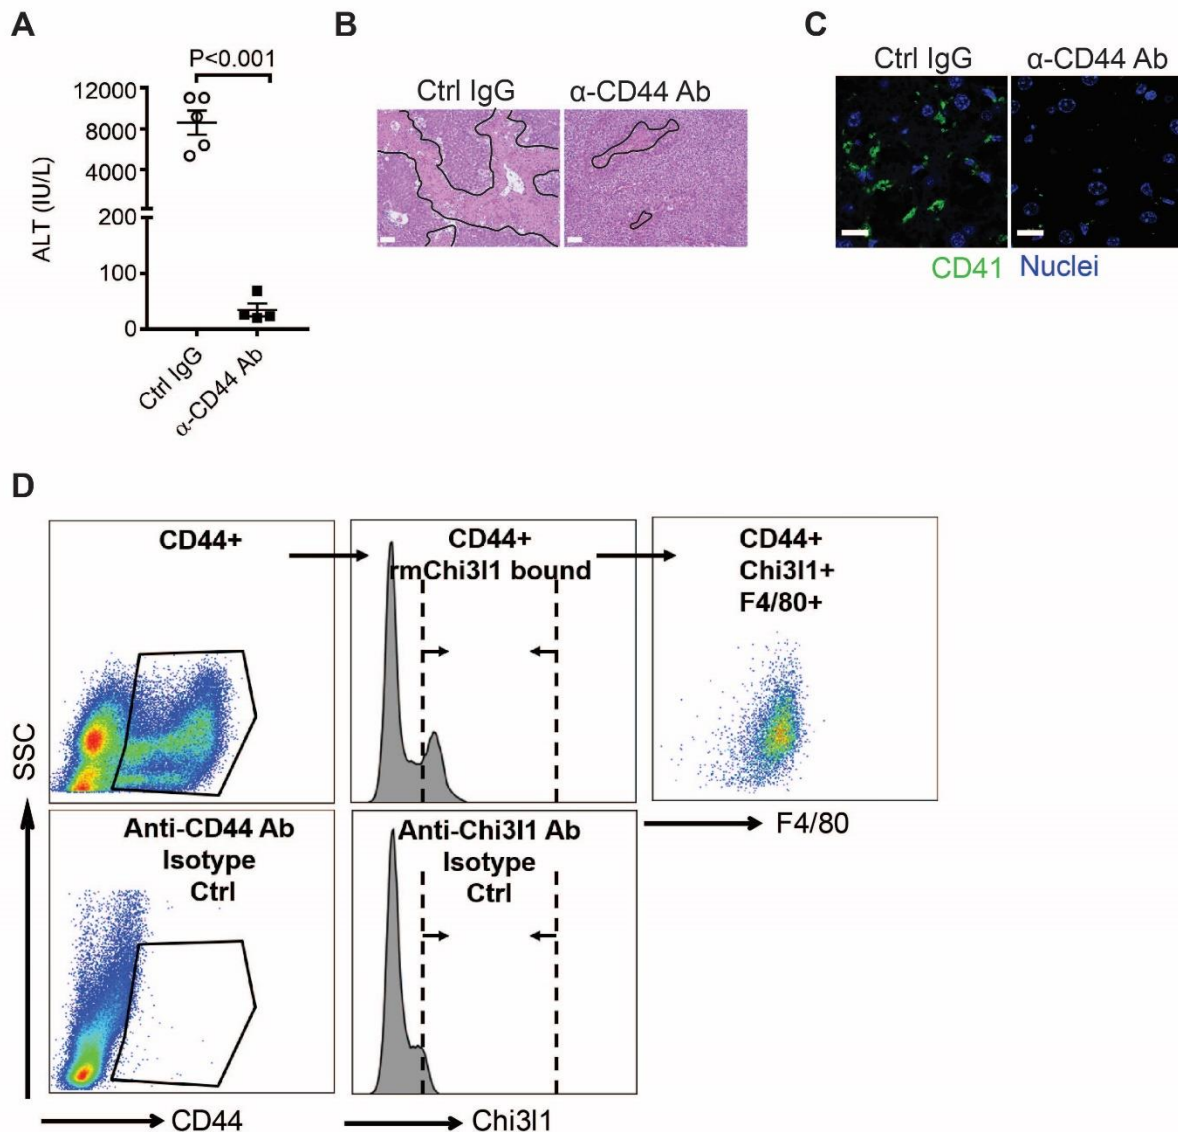 A
P<0.001
12000
8000
4000
200
100
0
ALT (IU/L)
Ctrl IgG
α-CD44 Ab
B
Ctrl IgG
α-CD44 Ab
C
Ctrl IgG
α-CD44 Ab
CD41
Nuclei
D
CD44+
CD44+
rmChi3l1 bound
CD44+
Chi3l1+
F4/80+
SSC
F4/80
Anti-CD44 Ab
Isotype
Ctrl
Anti-Chi3l1 Ab
Isotype
Ctrl
CD44
Chi3l1